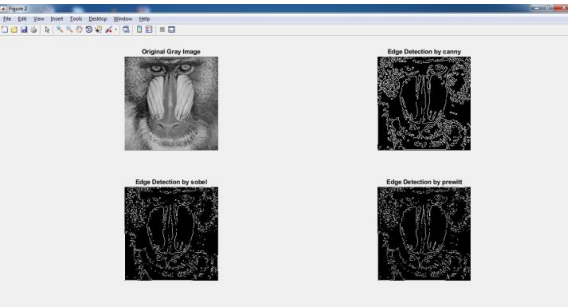 Figure 2
File Edit View Insert Tools Desktop Window Help
Original Gray Image
Edge Detection by canny
Edge Detection by sobel
Edge Detection by prewitt